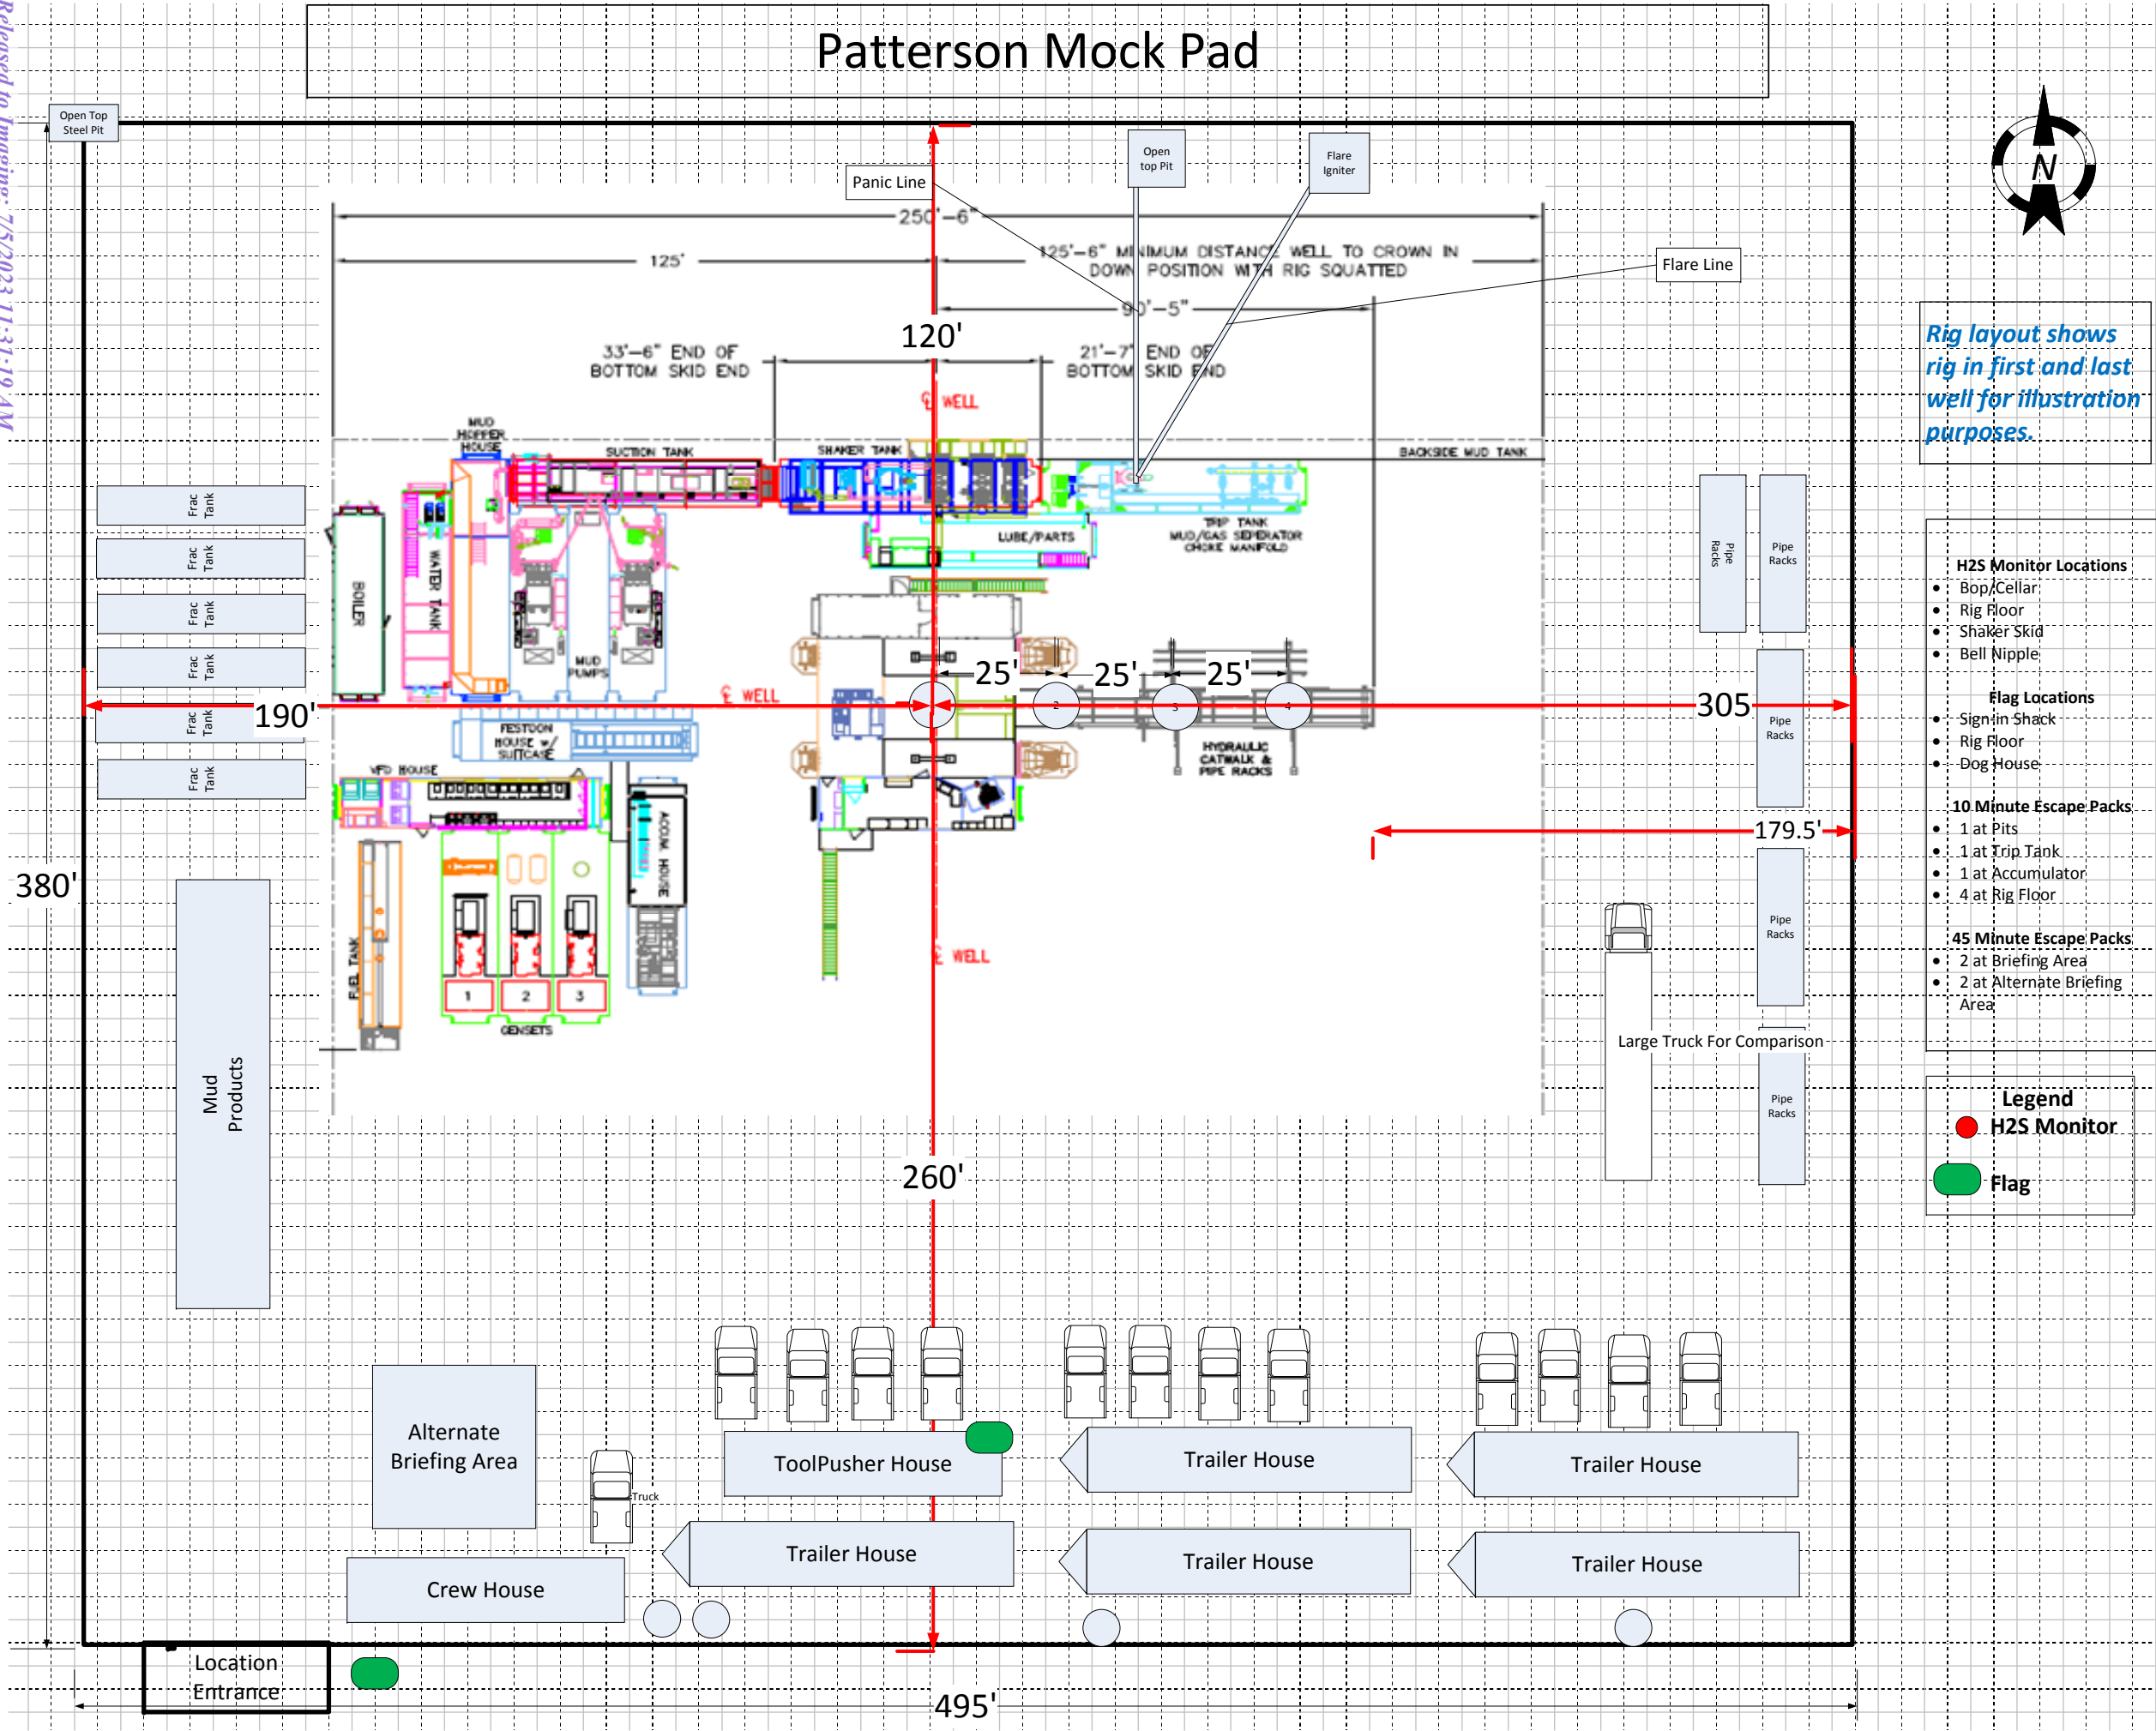 Released to Imaging: 7/5/2023 11:31:19 AM
Patterson Mock Pad
Open Top
Steel Pit
Panic Line
Open
top Pit
Flare
Igniter
Flare Line
N
250'-6"
125'
125'-6" MINIMUM DISTANCE WELL TO CROWN IN
DOWN POSITION WITH RIG SQUATTED
90'-5"
120'
33'-6" END OF
BOTTOM SKID END
21'-7" END OF
BOTTOM SKID END
WELL
Rig layout shows
rig in first and last
well for illustration
purposes.
MUD
HOPPER
HOUSE
SUCTION TANK
SHAKER TANK
BACKSIDE MUD TANK
Frac
Tank
Frac
Tank
Frac
Tank
Frac
Tank
Frac
Tank
Frac
Tank
BOILER
WATER TANK
MUD
PUMPS
LUBE/PARTS
TRIP TANK
MUD/GAS SEPERATOR
CHOKE MANIFOLD
Pipe
Racks
Pipe
Racks
Pipe
Racks
Pipe
Racks
Pipe
Racks
25'
25'
25'
2
3
4
WELL
190'
305
179.5'
FESTOON
HOUSE w/
SUITCASE
HYDRAULIC
CATWALK &
PIPE RACKS
VFD HOUSE
ACCUM. HOUSE
FUEL TANK
1
2
3
GENSETS
WELL
380'
Mud
Products
260'
Large Truck For Comparison
H2S Monitor Locations
• Bop/Cellar
• Rig Floor
• Shaker Skid
• Bell Nipple
Flag Locations
• Sign in Shack
• Rig Floor
• Dog House
10 Minute Escape Packs
• 1 at Pits
• 1 at Trip Tank
• 1 at Accumulator
• 4 at Rig Floor
45 Minute Escape Packs
• 2 at Briefing Area
• 2 at Alternate Briefing
Area
Legend
H2S Monitor
Flag
Alternate
Briefing Area
Truck
ToolPusher House
Trailer House
Trailer House
Crew House
Trailer House
Trailer House
Trailer House
Location
Entrance
495'